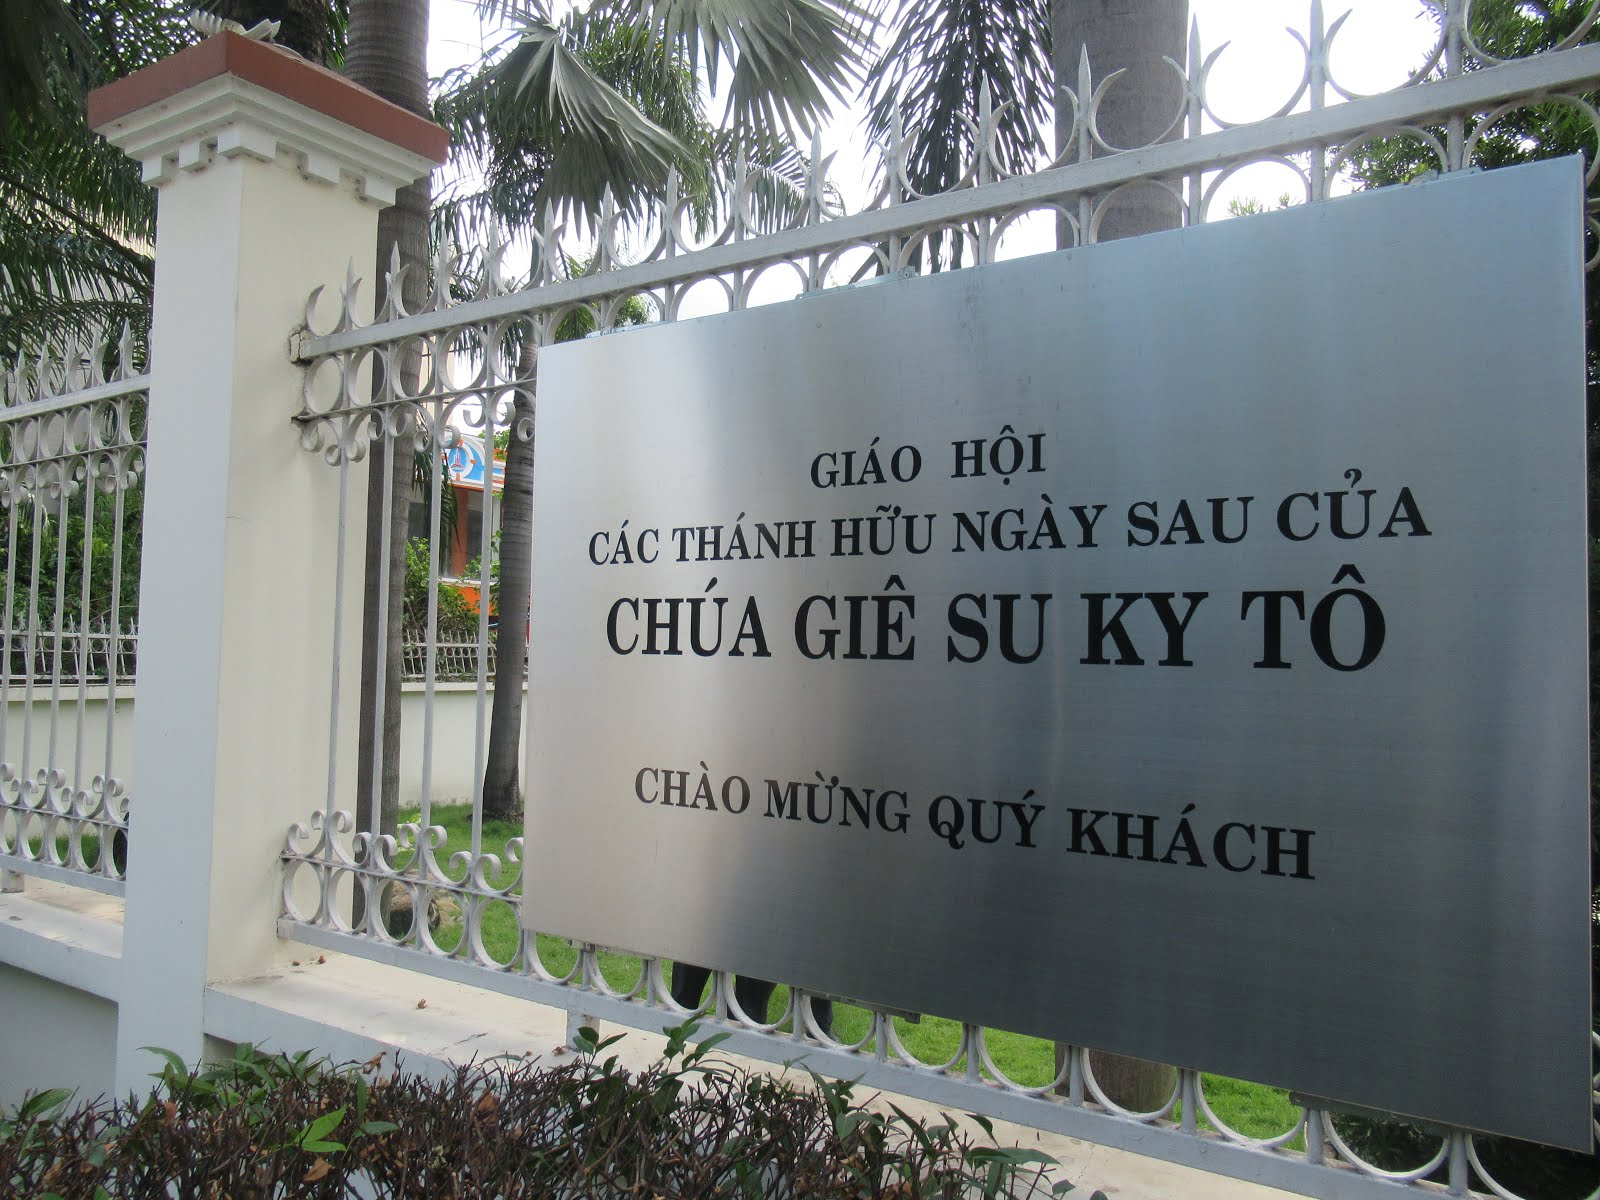 GIÁO HỘI
CÁC THÁNH HỮU NGÀY SAU CỦA
CHÚA GIÊ SU KY TÔ
CHÀO MỪNG QUÝ KHÁCH